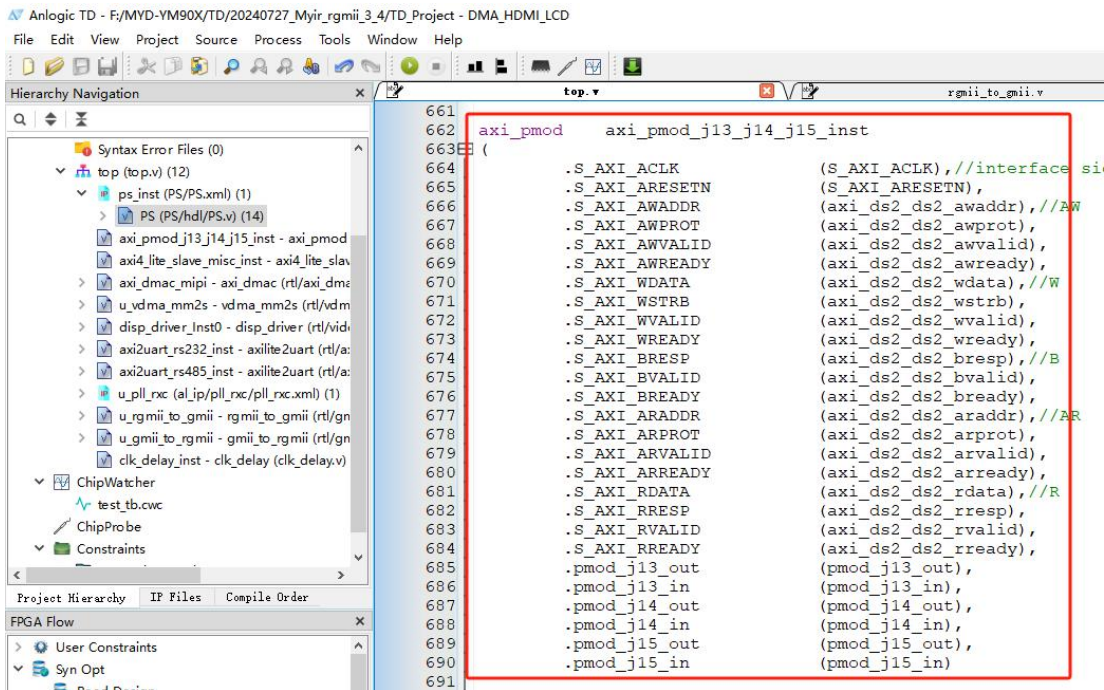 Anlogic TD - F:/MYD-YM90X/TD/20240727_Myir_rgmii_3_4/TD_Project - DMA_HDMI_LCD
File Edit View Project Source Process Tools Window Help
Hierarchy Navigation
top.v
rgmii_to_gmii.v
Syntax Error Files (0)
top (top.v) (12)
ps_inst (PS/PS.xml) (1)
PS (PS/hdl/PS.v) (14)
axi_pmod_j13_j14_j15_inst - axi_pmod
axi4_lite_slave_misc_inst - axi4_lite_slav
axi_dmac_mipi - axi_dmac (rtl/axi_dma
u_vdma_mm2s - vdma_mm2s (rtl/vdm
disp_driver_Inst0 - disp_driver (rtl/vid
axi2uart_rs232_inst - axilite2uart (rtl/a
axi2uart_rs485_inst - axilite2uart (rtl/a
u_pll_rxc (al_ip/pll_rxc/pll_rxc.xml) (1)
u_rgmii_to_gmii - rgmii_to_gmii (rtl/gn
u_gmii_to_rgmii - gmii_to_rgmii (rtl/gn
clk_delay_inst - clk_delay (clk_delay.v)
ChipWatcher
test_tb.cwc
ChipProbe
Constraints
Project Hierarchy IP Files Compile Order
FPGA Flow
User Constraints
Syn Opt
Read Design
661
662 axi_pmod axi_pmod_j13_j14_j15_inst
663 (
664 .S_AXI_ACLK (S_AXI_ACLK),//interface si
665 .S_AXI_ARESETN (S_AXI_ARESETN),
666 .S_AXI_AWADDR (axi_ds2_ds2_awaddr),//AW
667 .S_AXI_AWPROT (axi_ds2_ds2_awprot),
668 .S_AXI_AWVALID (axi_ds2_ds2_awvalid),
669 .S_AXI_AWREADY (axi_ds2_ds2_awready),
670 .S_AXI_WDATA (axi_ds2_ds2_wdata),//W
671 .S_AXI_WSTRB (axi_ds2_ds2_wstrb),
672 .S_AXI_WVALID (axi_ds2_ds2_wvalid),
673 .S_AXI_WREADY (axi_ds2_ds2_wready),
674 .S_AXI_BRESP (axi_ds2_ds2_bresp),//B
675 .S_AXI_BVALID (axi_ds2_ds2_bvalid),
676 .S_AXI_BREADY (axi_ds2_ds2_bready),
677 .S_AXI_ARADDR (axi_ds2_ds2_araddr),//AR
678 .S_AXI_ARPROT (axi_ds2_ds2_arprot),
679 .S_AXI_ARVALID (axi_ds2_ds2_arvalid),
680 .S_AXI_ARREADY (axi_ds2_ds2_arready),
681 .S_AXI_RDATA (axi_ds2_ds2_rdata),//R
682 .S_AXI_RRESP (axi_ds2_ds2_rresp),
683 .S_AXI_RVALID (axi_ds2_ds2_rvalid),
684 .S_AXI_RREADY (axi_ds2_ds2_rready),
685 .pmod_j13_out (pmod_j13_out),
686 .pmod_j13_in (pmod_j13_in),
687 .pmod_j14_out (pmod_j14_out),
688 .pmod_j14_in (pmod_j14_in),
689 .pmod_j15_out (pmod_j15_out),
690 .pmod_j15_in (pmod_j15_in)
691